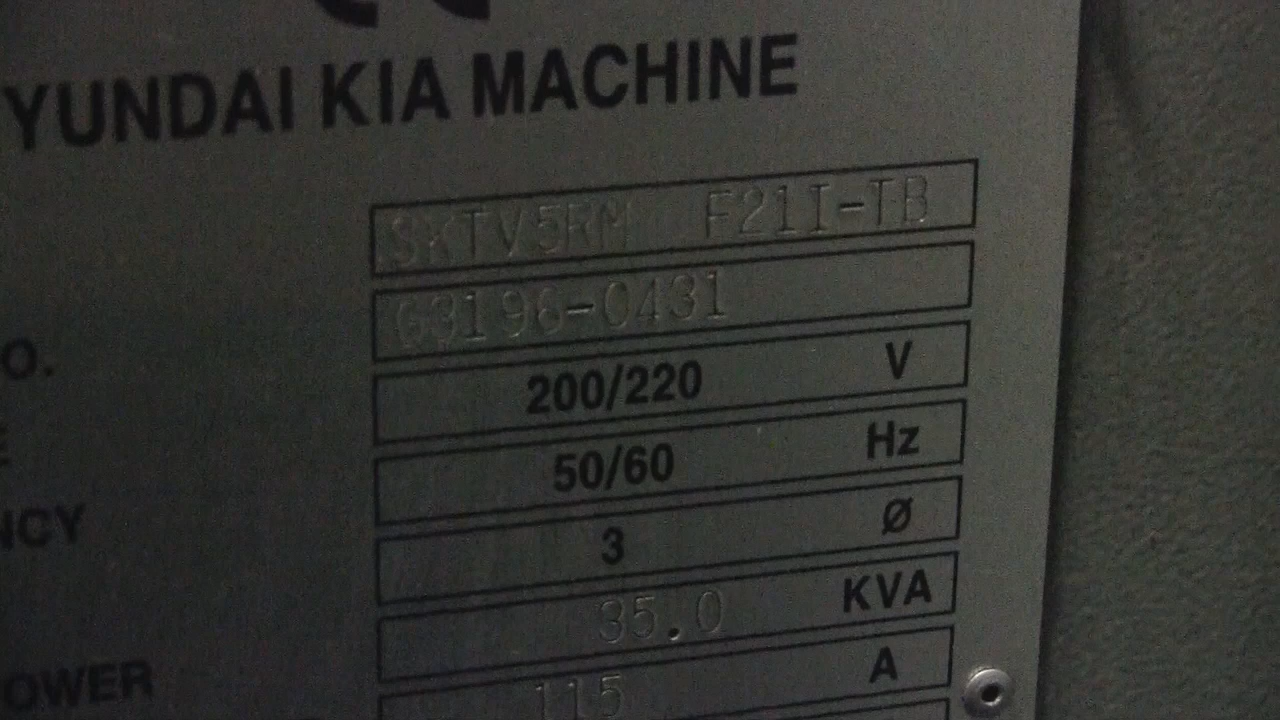 YUNDAI KIA MACHINE
SXTV5RM F21I-TB
G3196-0431
O.
200/220 V
50/60 Hz
NCY
3 Ø
35.0 KVA
OWER
115 A